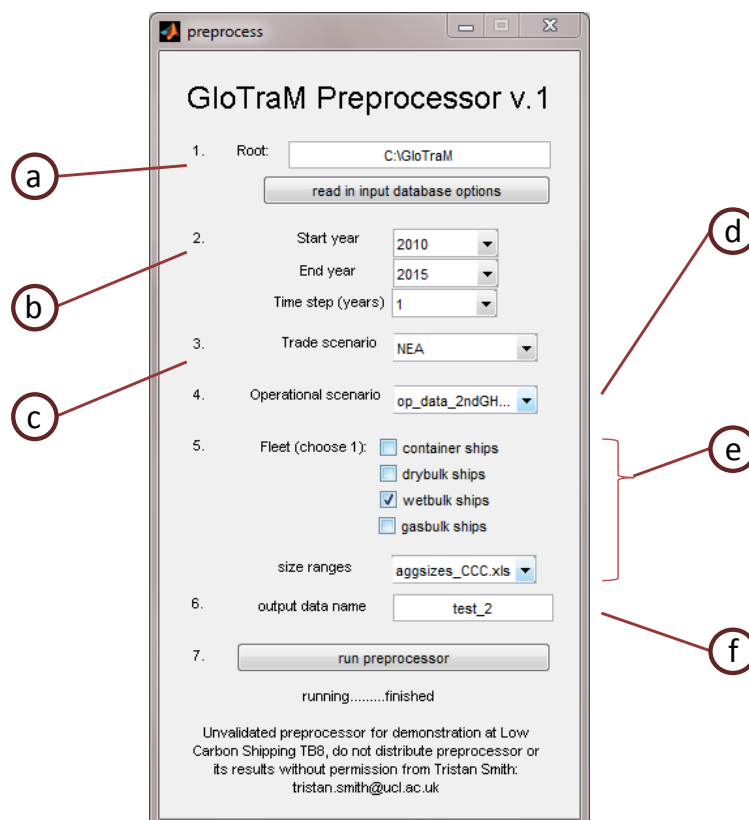 preprocess
GloTraM Preprocessor v.1
1. Root: C:\GloTraM
read in input database options
2. Start year 2010
End year 2015
Time step (years) 1
3. Trade scenario NEA
4. Operational scenario op_data_2ndGH...
5. Fleet (choose 1): container ships
drybulk ships
wetbulk ships
gasbulk ships
size ranges aggsizes_CCC.xls
6. output data name test_2
7. run preprocessor
running.........finished
Unvalidated preprocessor for demonstration at Low
Carbon Shipping TB8, do not distribute preprocessor or
its results without permission from Tristan Smith:
tristan.smith@ucl.ac.uk
a
b
c
d
e
f